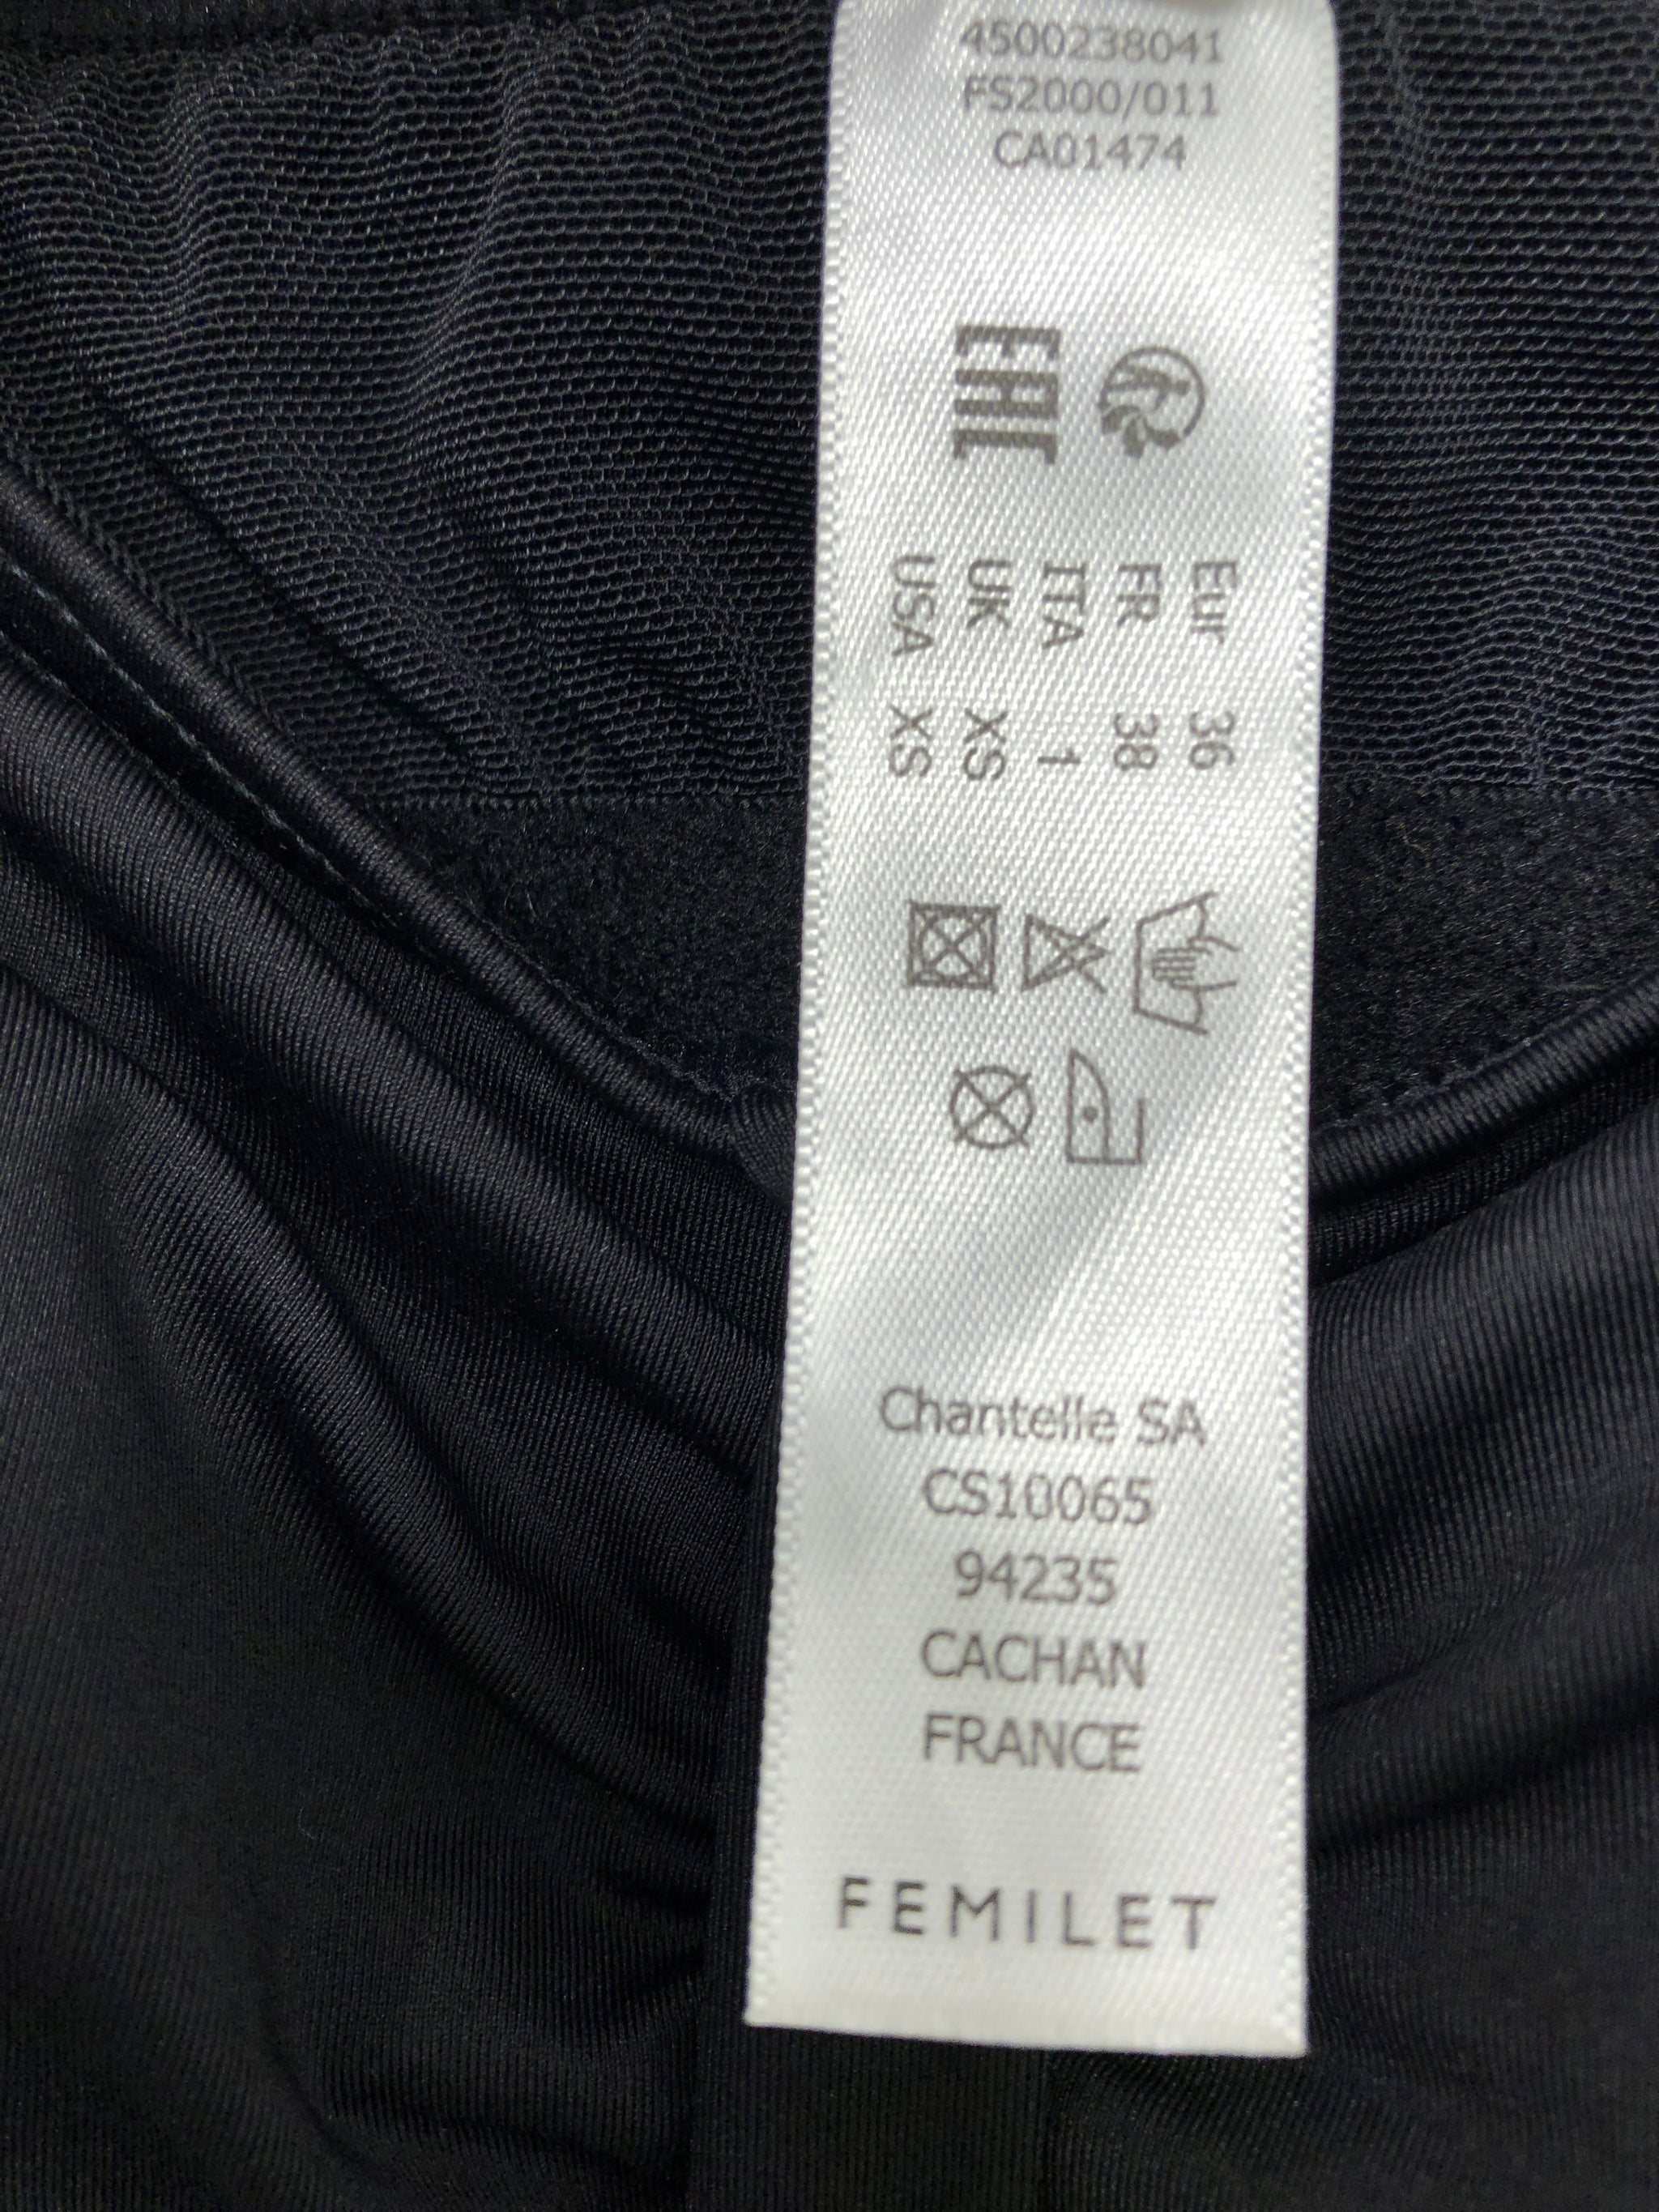 4500238041
FS2000/011
CA01474
EAC
Eur 36
FR 38
ITA 1
UK XS
USA XS
Chantelle SA
CS10065
94235
CACHAN
FRANCE
FEMILET